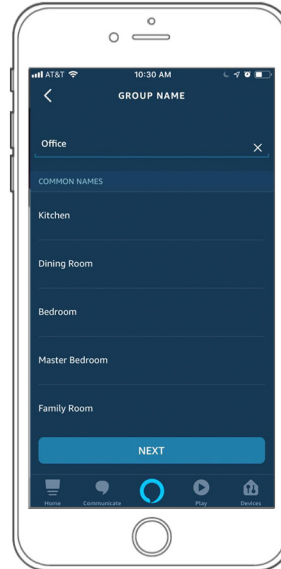 AT&T 10:30 AM
GROUP NAME
Office
COMMON NAMES
Kitchen
Dining Room
Bedroom
Master Bedroom
Family Room
NEXT
Home Communicate Play Devices